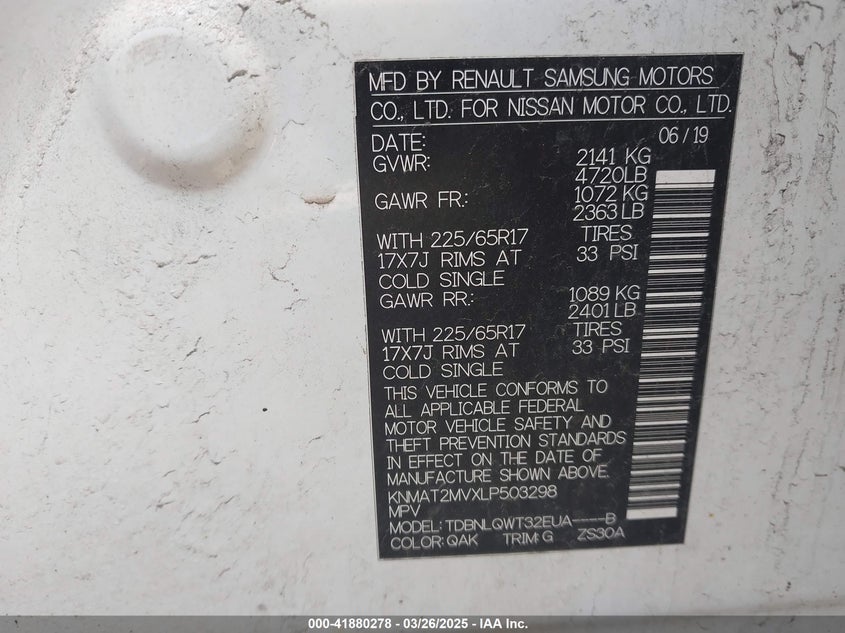 MFD BY RENAULT SAMSUNG MOTORS
CO., LTD. FOR NISSAN MOTOR CO., LTD.
DATE: 06/19
GVWR: 2141 KG
4720LB
GAWR FR.: 1072 KG
2363 LB
WITH 225/65R17 TIRES
17X7J RIMS AT 33 PSI
COLD SINGLE
GAWR RR.: 1089 KG
2401 LB
WITH 225/65R17 TIRES
17X7J RIMS AT 33 PSI
COLD SINGLE
THIS VEHICLE CONFORMS TO
ALL APPLICABLE FEDERAL
MOTOR VEHICLE SAFETY AND
THEFT PREVENTION STANDARDS
IN EFFECT ON THE DATE OF
MANUFACTURE SHOWN ABOVE.
KNMAT2MVXLP503298
MPV
MODEL: TDBNLQWT32EUA----B
COLOR: QAK TRIM: G ZS30A
000-41880278 - 03/26/2025 - IAA Inc.